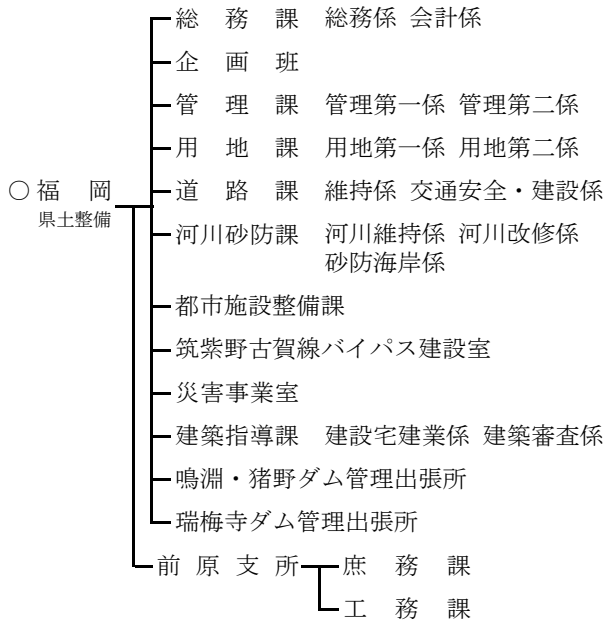 総務課 総務係 会計係
企画班
管理課 管理第一係 管理第二係
用地課 用地第一係 用地第二係
○福岡 道路課 維持係 交通安全・建設係
県土整備
河川砂防課 河川維持係 河川改修係
砂防海岸係
都市施設整備課
筑紫野古賀線バイパス建設室
災害事業室
建築指導課 建設宅建業係 建築審査係
鳴淵・猪野ダム管理出張所
瑞梅寺ダム管理出張所
前原支所 庶務課
工務課